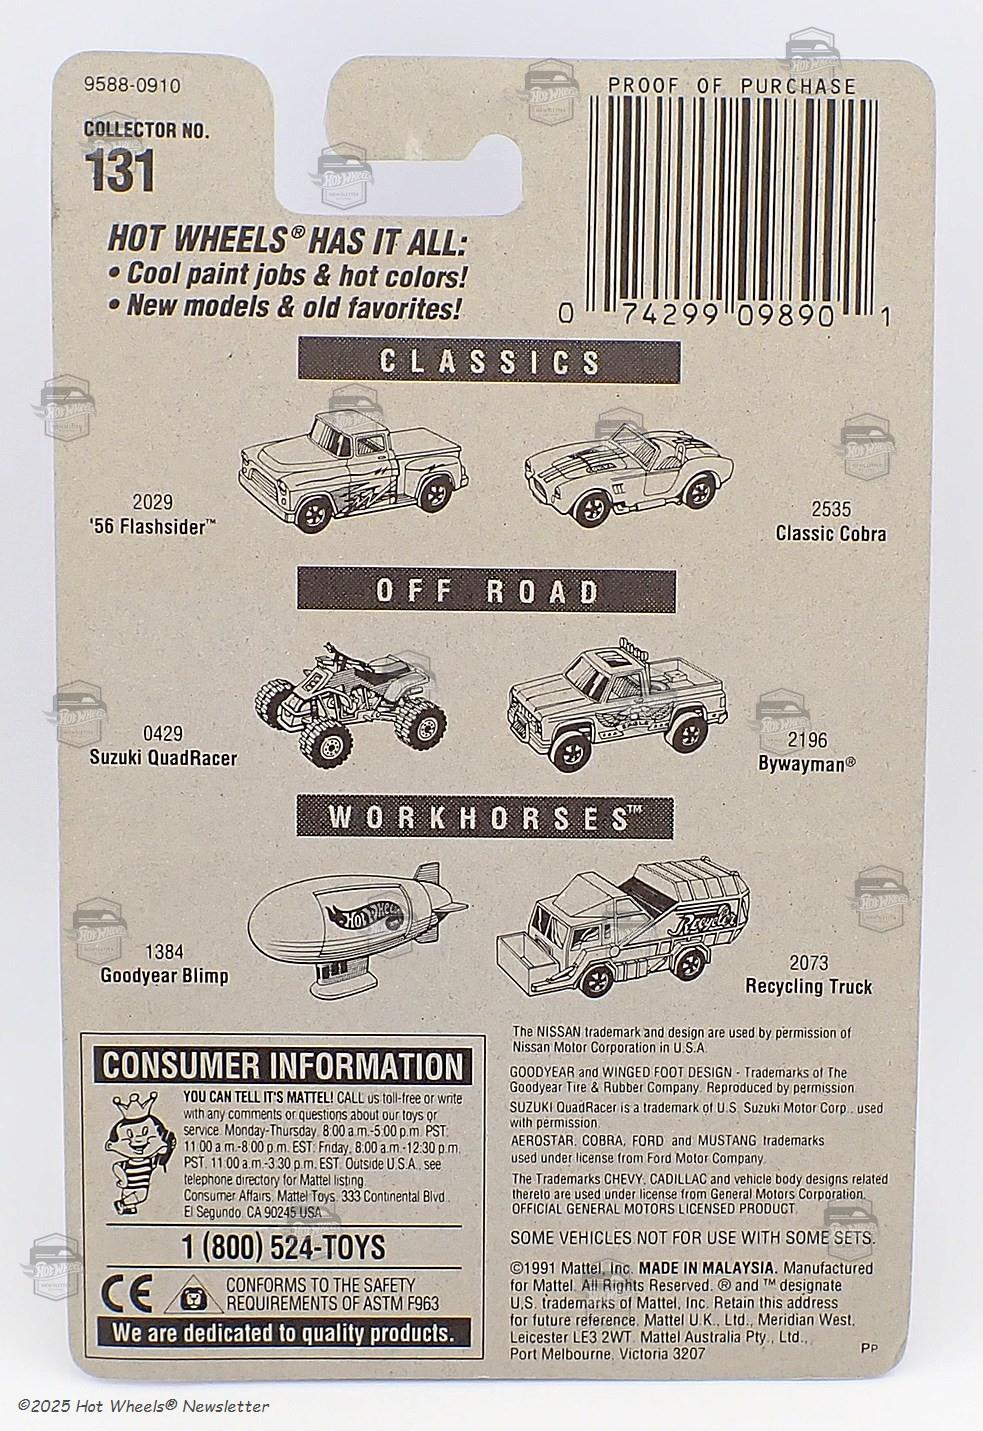 9588-0910
COLLECTOR NO.
131
PROOF OF PURCHASE
0 74299 09890 1
HOT WHEELS® HAS IT ALL:
• Cool paint jobs & hot colors!
• New models & old favorites!
CLASSICS
2029
'56 Flashsider™
2535
Classic Cobra
OFF ROAD
0429
Suzuki QuadRacer
EAGLE
2196
Bywayman®
WORKHORSES™
Hot Wheels
1384
Goodyear Blimp
Recycler
2073
Recycling Truck
CONSUMER INFORMATION
YOU CAN TELL IT'S MATTEL! CALL us toll-free or write
with any comments or questions about our toys or
service. Monday-Thursday, 8:00 a.m.-5:00 p.m. PST,
11:00 a.m.-8:00 p.m. EST. Friday, 8:00 a.m.-12:30 p.m.
PST, 11:00 a.m.-3:30 p.m. EST. Outside U.S.A., see
telephone directory for Mattel listing.
Consumer Affairs, Mattel Toys, 333 Continental Blvd.,
El Segundo, CA 90245 USA
1 (800) 524-TOYS
CE
CONFORMS TO THE SAFETY
REQUIREMENTS OF ASTM F963
We are dedicated to quality products.
The NISSAN trademark and design are used by permission of
Nissan Motor Corporation in U.S.A.
GOODYEAR and WINGED FOOT DESIGN - Trademarks of The
Goodyear Tire & Rubber Company. Reproduced by permission.
SUZUKI QuadRacer is a trademark of U.S. Suzuki Motor Corp., used
with permission.
AEROSTAR, COBRA, FORD and MUSTANG trademarks
used under license from Ford Motor Company.
The Trademarks CHEVY, CADILLAC and vehicle body designs related
thereto are used under license from General Motors Corporation.
OFFICIAL GENERAL MOTORS LICENSED PRODUCT.
SOME VEHICLES NOT FOR USE WITH SOME SETS.
©1991 Mattel, Inc. MADE IN MALAYSIA. Manufactured
for Mattel. All Rights Reserved. ® and ™ designate
U.S. trademarks of Mattel, Inc. Retain this address
for future reference. Mattel U.K., Ltd., Meridian West,
Leicester LE3 2WT. Mattel Australia Pty., Ltd.,
Port Melbourne, Victoria 3207
PP
©2025 Hot Wheels® Newsletter